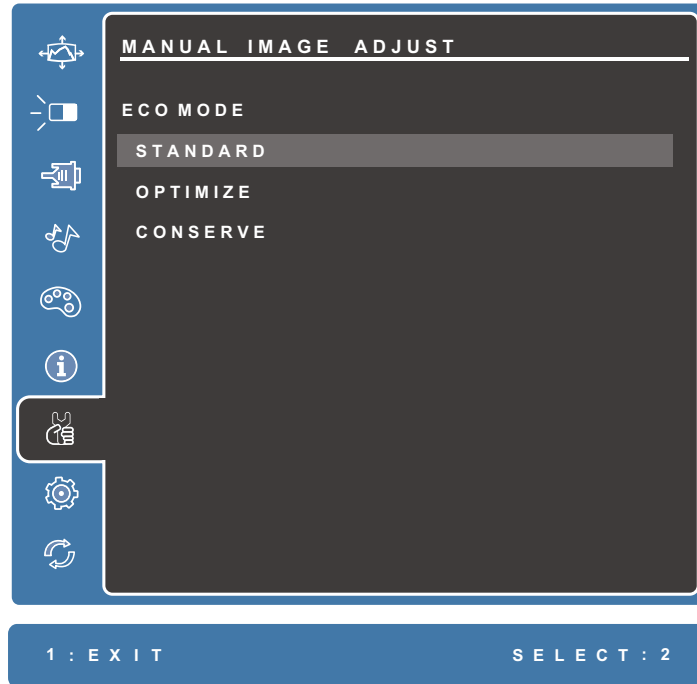 MANUAL IMAGE ADJUST
ECO MODE
STANDARD
OPTIMIZE
CONSERVE
1:EXIT SELECT:2